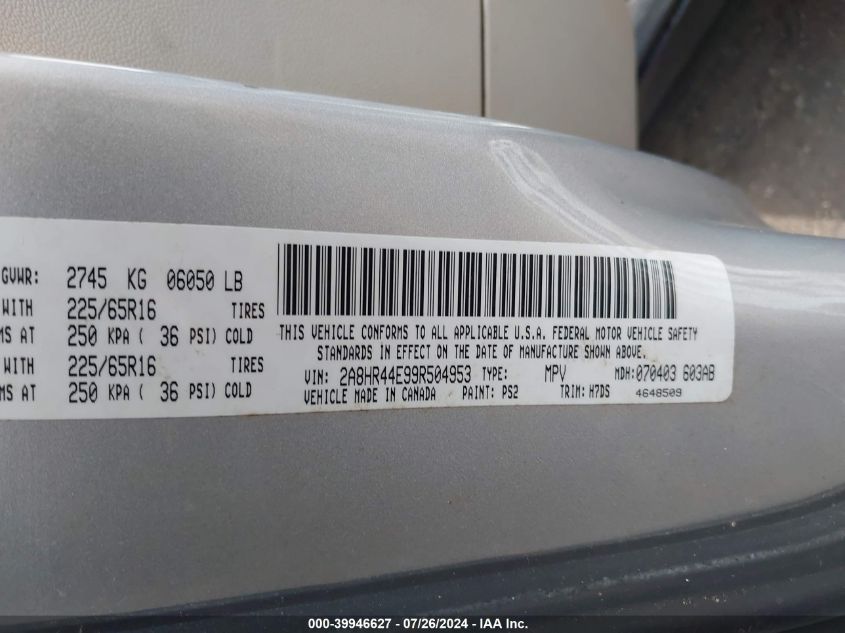 GVWR: 2745 KG 06050 LB
WITH 225/65R16 TIRES
MS AT 250 KPA ( 36 PSI) COLD
WITH 225/65R16 TIRES
MS AT 250 KPA ( 36 PSI) COLD
THIS VEHICLE CONFORMS TO ALL APPLICABLE U.S.A. FEDERAL MOTOR VEHICLE SAFETY
STANDARDS IN EFFECT ON THE DATE OF MANUFACTURE SHOWN ABOVE.
VIN: 2A8HR44E99R504953 TYPE: MPV MDH:070403 603AB
VEHICLE MADE IN CANADA PAINT: PS2 TRIM: H7DS 4648509
000-39946627 / 07/26/2024 - IAA Inc.